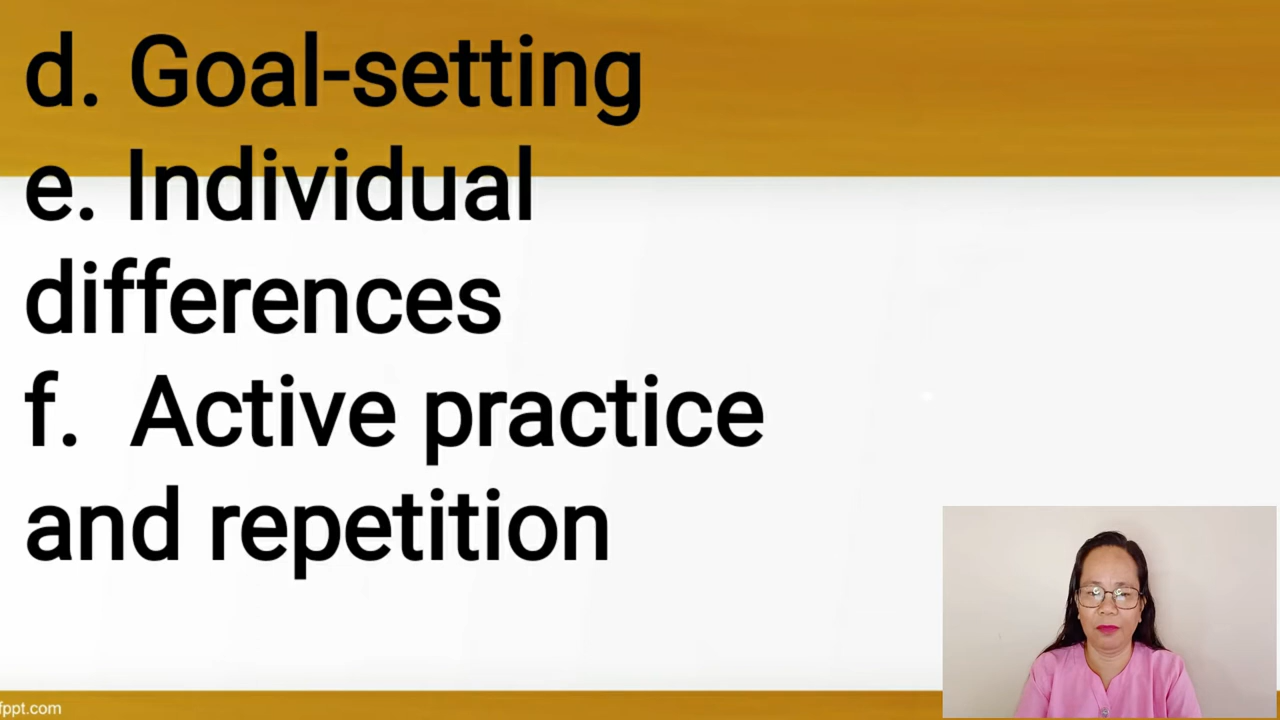 d. Goal-setting
e. Individual
differences
f. Active practice
and repetition
fppt.com